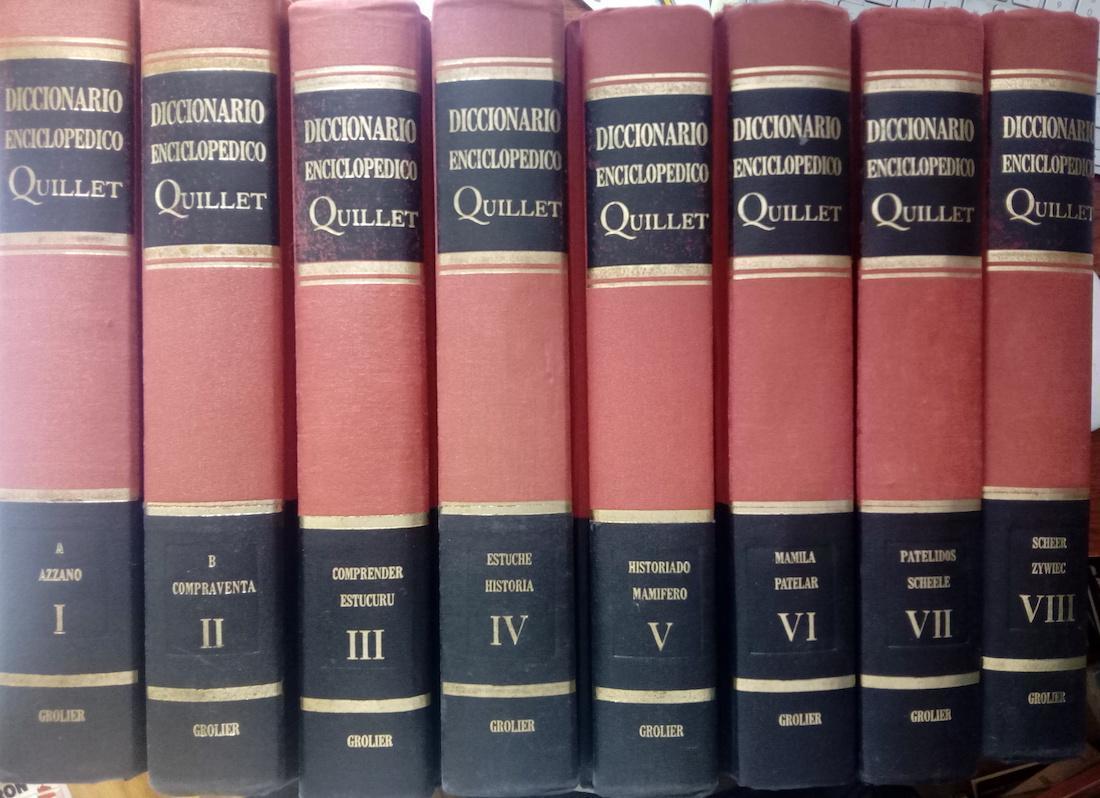 DICCIONARIO
ENCICLOPEDICO
QUILLET
A
AZZANO
I
GROLIER
DICCIONARIO
ENCICLOPEDICO
QUILLET
B
COMPRAVENTA
II
GROLIER
DICCIONARIO
ENCICLOPEDICO
QUILLET
COMPRENDER
ESTUCURU
III
GROLIER
DICCIONARIO
ENCICLOPEDICO
QUILLET
ESTUCHE
HISTORIA
IV
GROLIER
DICCIONARIO
ENCICLOPEDICO
QUILLET
HISTORIADO
MAMIFERO
V
GROLIER
DICCIONARIO
ENCICLOPEDICO
QUILLET
MAMILA
PATELAR
VI
GROLIER
DICCIONARIO
ENCICLOPEDICO
QUILLET
PATELIDOS
SCHEELE
VII
GROLIER
DICCIONARIO
ENCICLOPEDICO
QUILLET
SCHEER
ZYWIEC
VIII
GROLIER